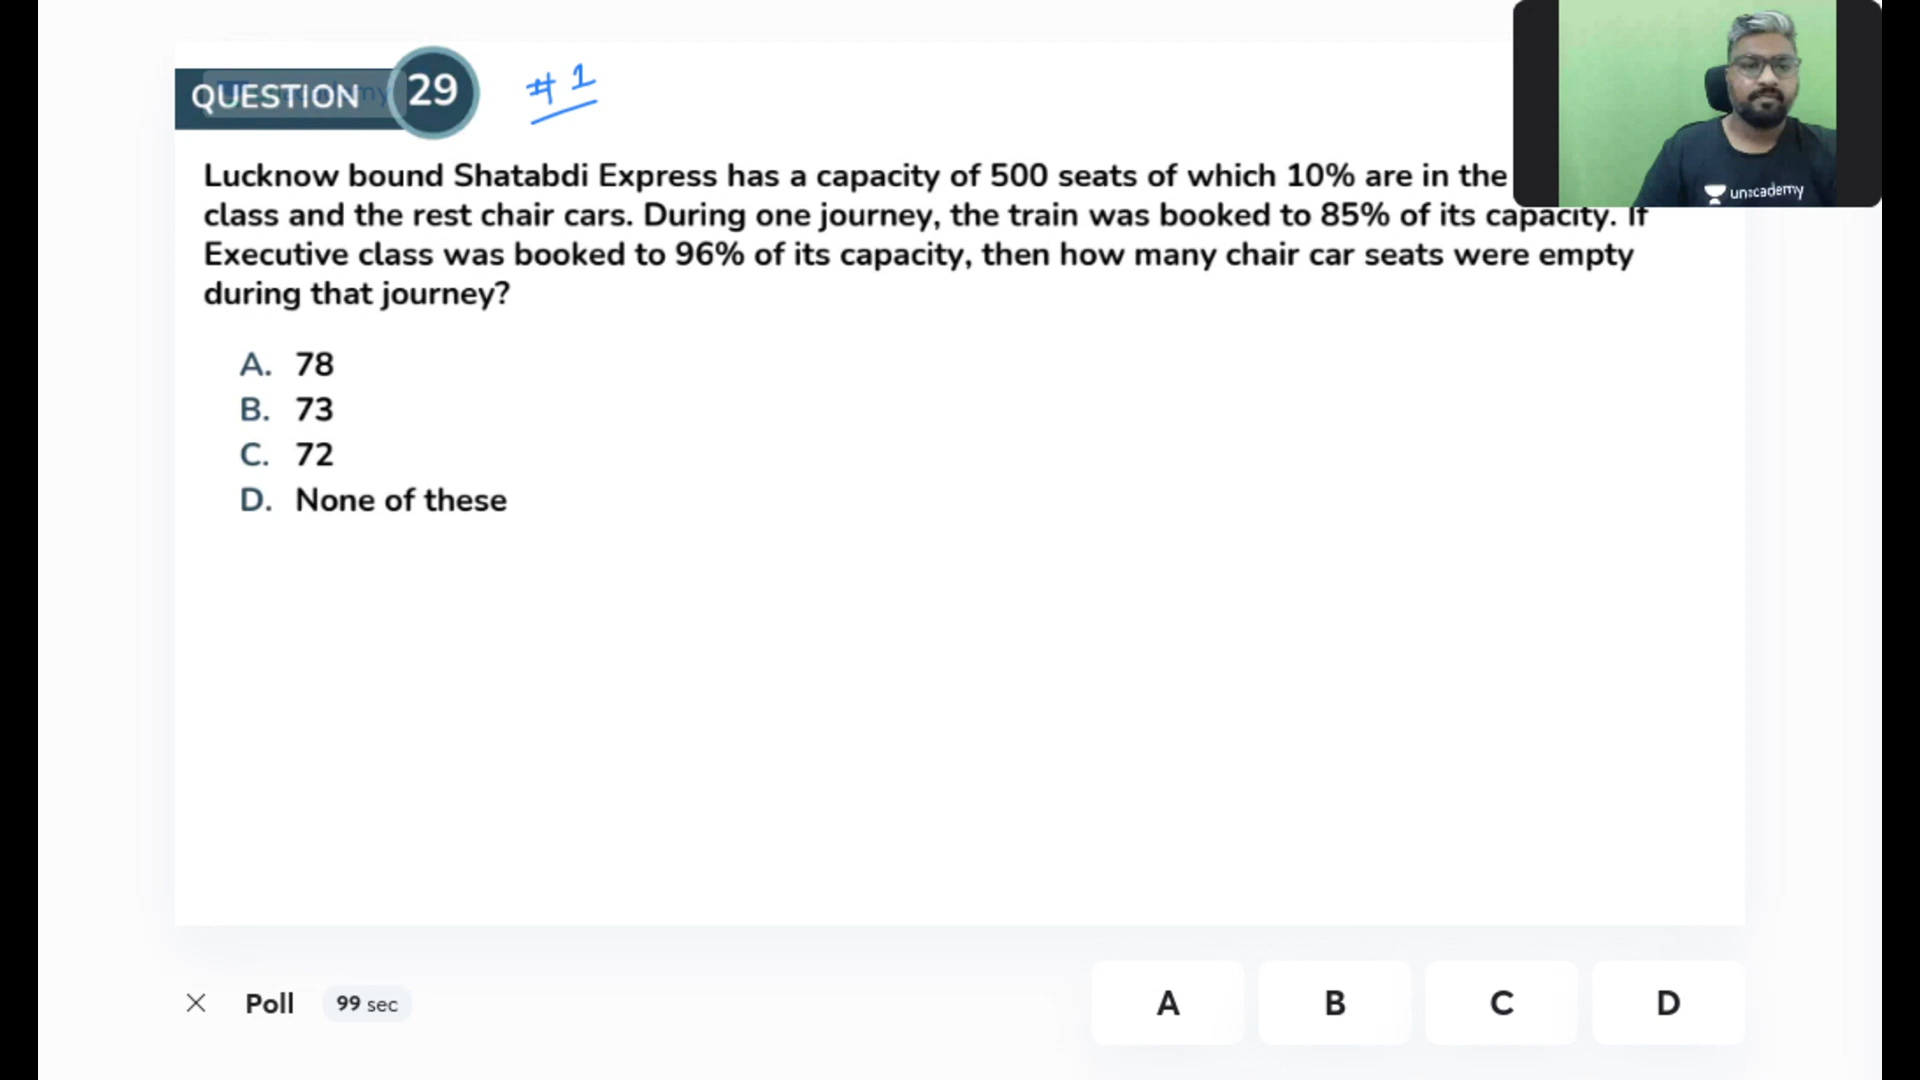 QUESTION 29 # 1
Lucknow bound Shatabdi Express has a capacity of 500 seats of which 10% are in the
class and the rest chair cars. During one journey, the train was booked to 85% of its capacity. If
Executive class was booked to 96% of its capacity, then how many chair car seats were empty
during that journey?
A. 78
B. 73
C. 72
D. None of these
unacademy
× Poll 99 sec A B C D